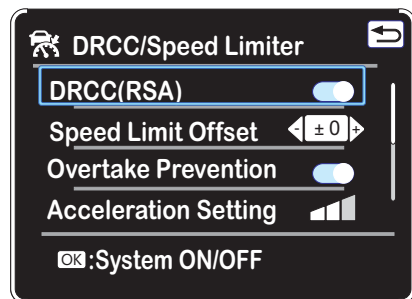 DRCC/Speed Limiter
DRCC(RSA)
Speed Limit Offset - ±0 +
Overtake Prevention
Acceleration Setting
OK:System ON/OFF